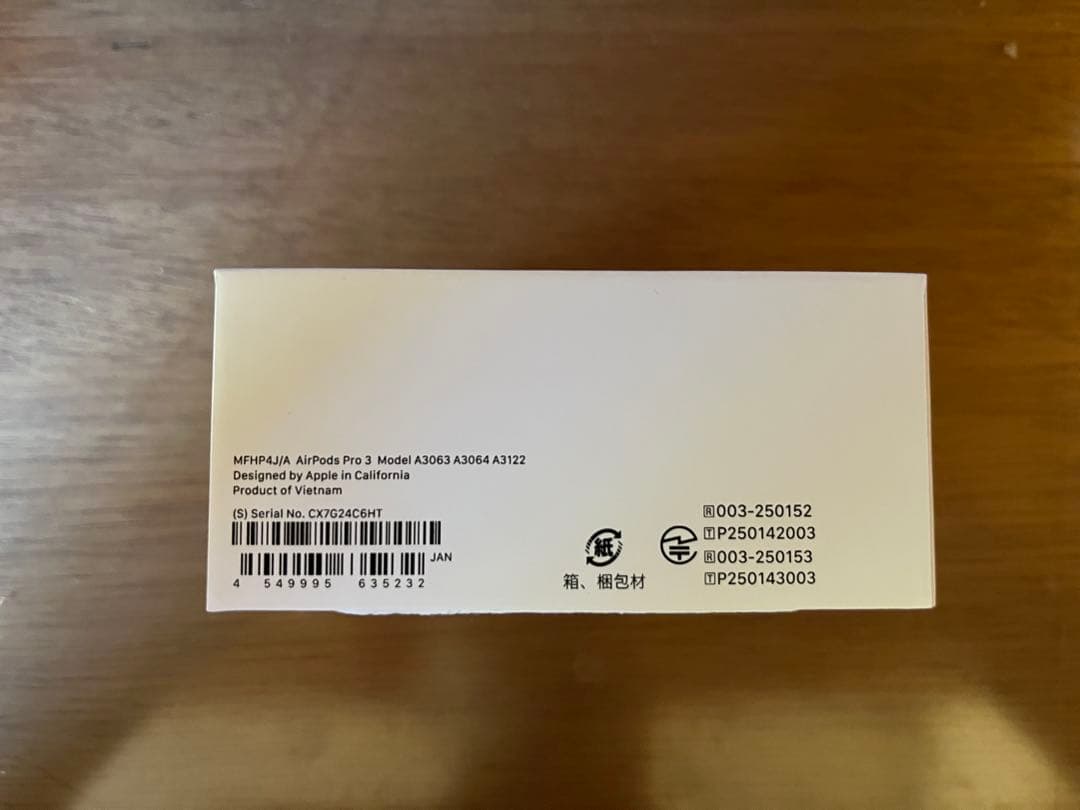 MFHP4J/A AirPods Pro 3 Model A3063 A3064 A3122
Designed by Apple in California
Product of Vietnam
(S) Serial No. CX7G24C6HT
JAN
4 549995 635232
紙
箱、梱包材
R003-250152
TP250142003
R003-250153
TP250143003